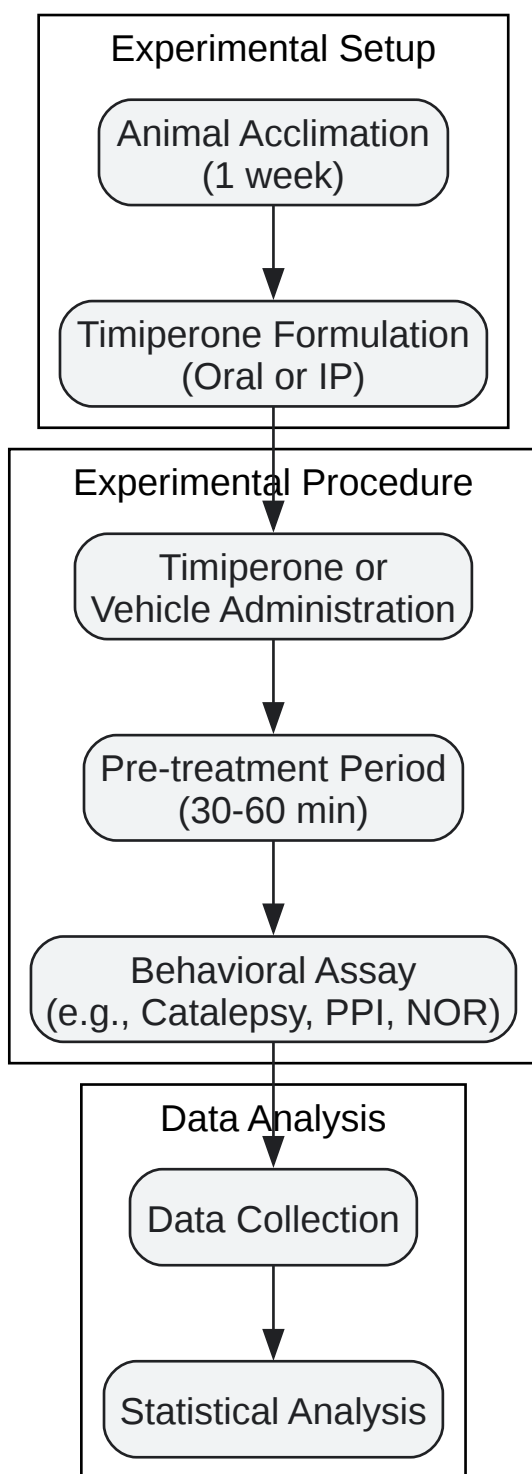 Experimental Setup
Animal Acclimation
(1 week)
Timiperone Formulation
(Oral or IP)
Experimental Procedure
Timiperone or
Vehicle Administration
Pre-treatment Period
(30-60 min)
Behavioral Assay
(e.g., Catalepsy, PPI, NOR)
Data Analysis
Data Collection
Statistical Analysis